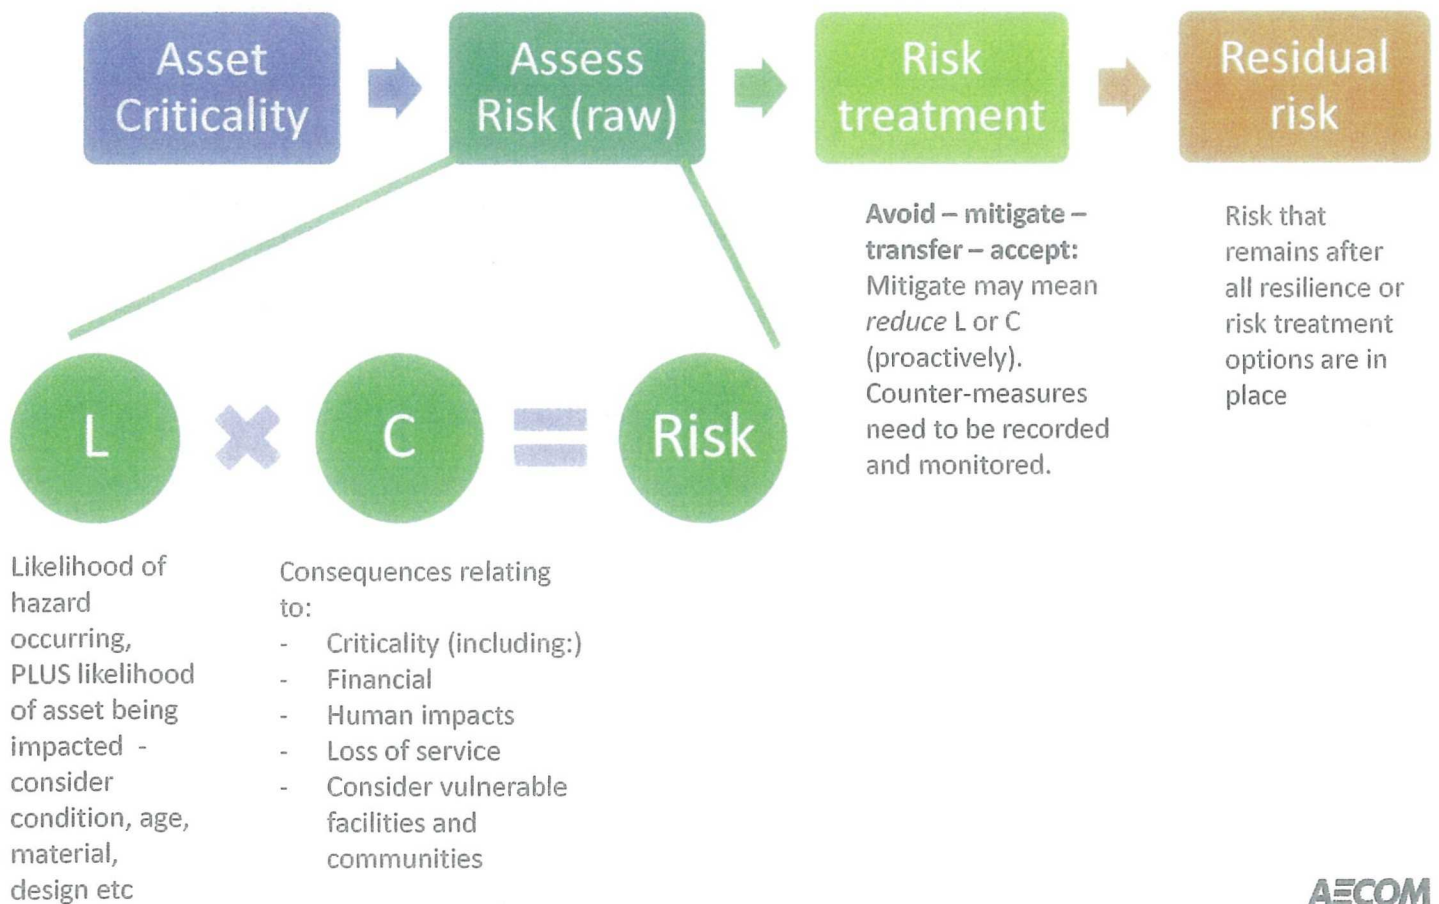 Asset
Criticality
Assess
Risk (raw)
Risk
treatment
Residual
risk
Avoid – mitigate –
transfer – accept:
Mitigate may mean
reduce L or C
(proactively).
Counter-measures
need to be recorded
and monitored.
Risk that
remains after
all resilience or
risk treatment
options are in
place
L
C
Risk
Likelihood of
hazard
occurring,
PLUS likelihood
of asset being
impacted -
consider
condition, age,
material,
design etc
Consequences relating
to:
- Criticality (including:)
- Financial
- Human impacts
- Loss of service
- Consider vulnerable
facilities and
communities
AECOM